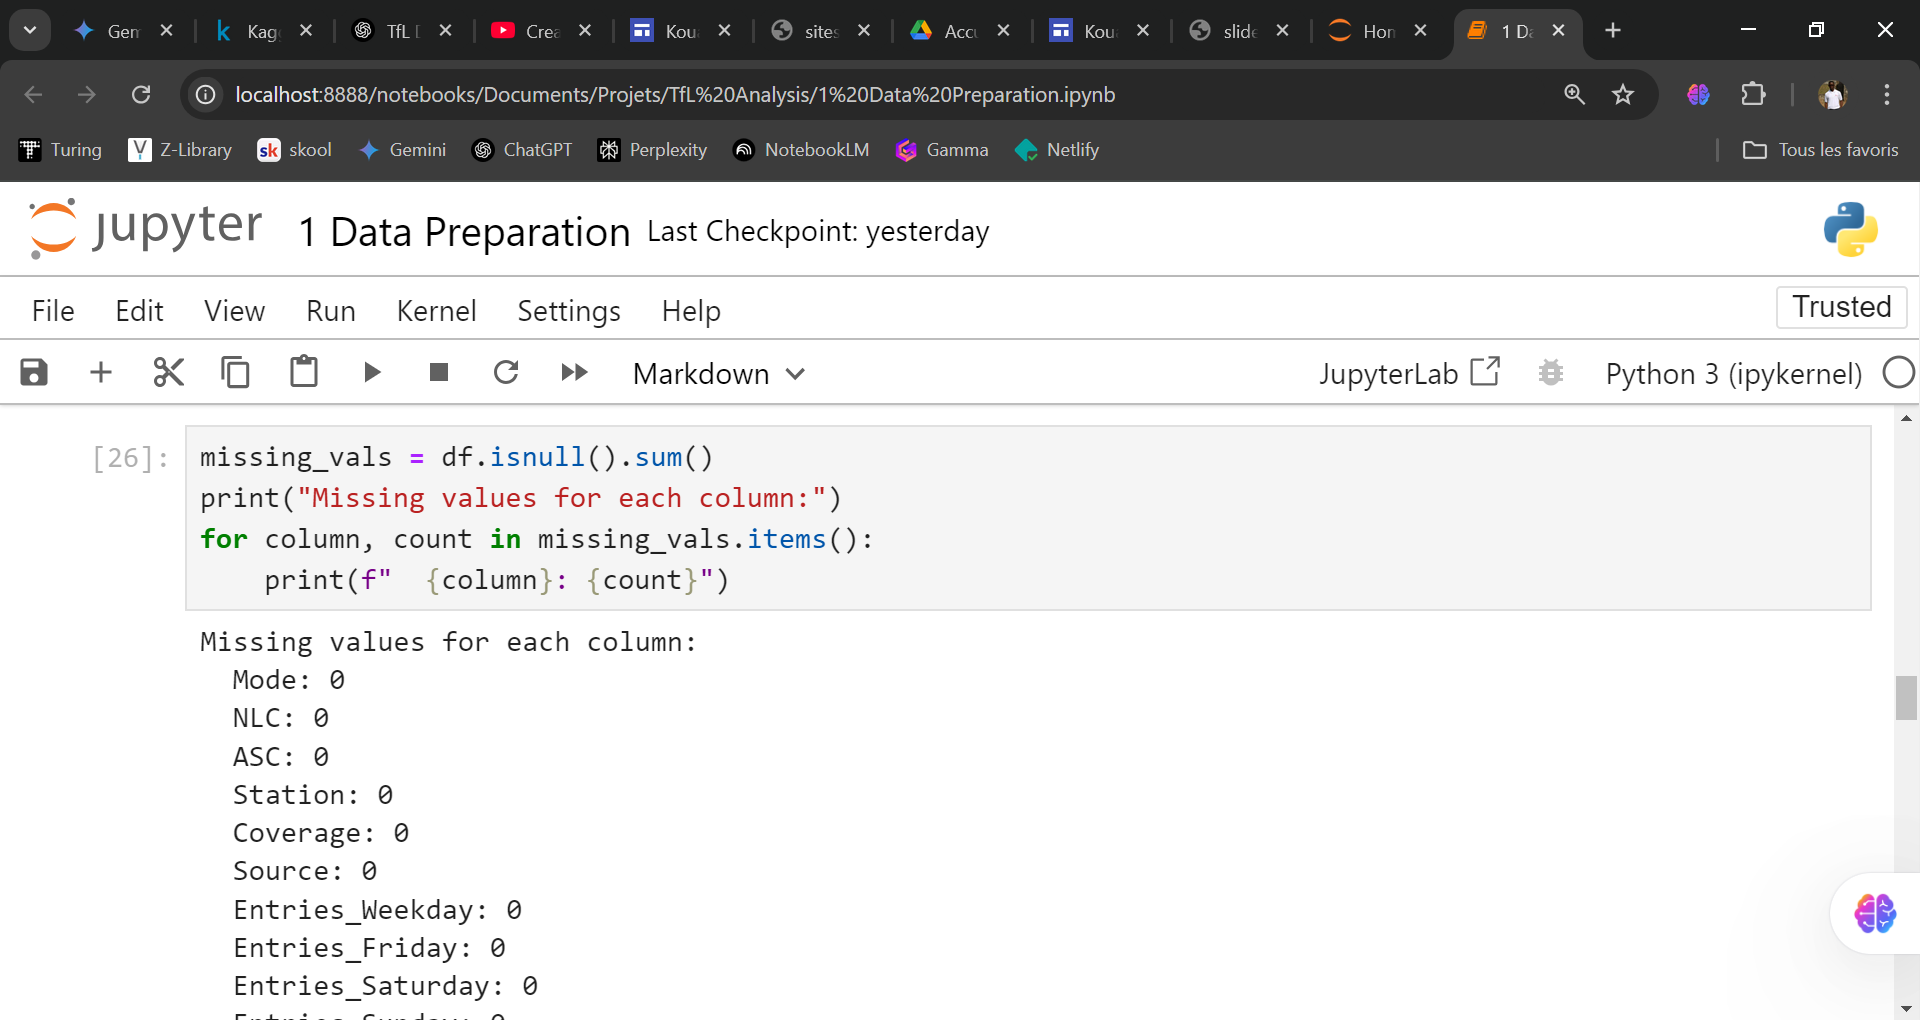 Gen
Kag
TfL D
Crea
Kou
sites
Accu
Kou
slide
Hon
1 Da
localhost:8888/notebooks/Documents/Projets/TfL%20Analysis/1%20Data%20Preparation.ipynb
Turing
Z-Library
sk skool
Gemini
ChatGPT
Perplexity
NotebookLM
Gamma
Netlify
Tous les favoris
jupyter 1 Data Preparation Last Checkpoint: yesterday
File Edit View Run Kernel Settings Help
Trusted
Markdown
JupyterLab
Python 3 (ipykernel)
[26]:
missing_vals = df.isnull().sum()
print("Missing values for each column:")
for column, count in missing_vals.items():
    print(f"  {column}: {count}")
Missing values for each column:
  Mode: 0
  NLC: 0
  ASC: 0
  Station: 0
  Coverage: 0
  Source: 0
  Entries_Weekday: 0
  Entries_Friday: 0
  Entries_Saturday: 0
  Entries_Sunday: 0